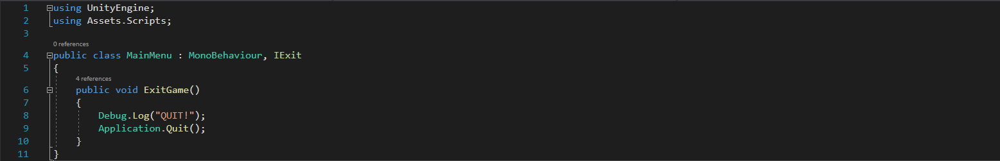 1 using UnityEngine;
2 using Assets.Scripts;
3
0 references
4 public class MainMenu : MonoBehaviour, IExit
5 {
4 references
6 public void ExitGame()
7 {
8 Debug.Log("QUIT!");
9 Application.Quit();
10 }
11 }